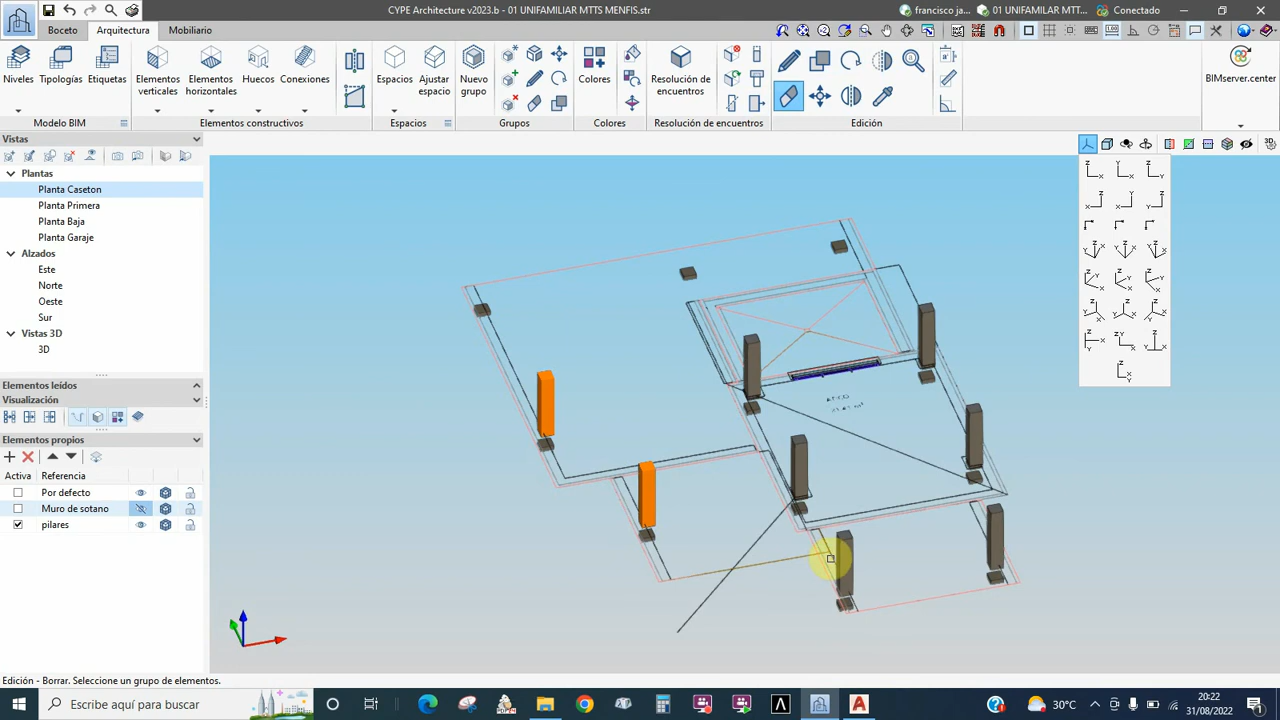 CYPE Architecture v2023.b - 01 UNIFAMILIAR MTTS MENFIS.str
francisco ja...
01 UNIFAMILAR MTT...
Conectado
Boceto
Arquitectura
Mobiliario
Niveles
Tipologías
Etiquetas
Elementos verticales
Elementos horizontales
Huecos
Conexiones
Espacios
Ajustar espacio
Nuevo grupo
Colores
Resolución de encuentros
BIMserver.center
Modelo BIM
Elementos constructivos
Espacios
Grupos
Colores
Resolución de encuentros
Edición
Vistas
Plantas
Planta Caseton
Planta Primera
Planta Baja
Planta Garaje
Alzados
Este
Norte
Oeste
Sur
Vistas 3D
3D
Elementos leídos
Visualización
Elementos propios
Activa Referencia
Por defecto
Muro de sotano
pilares
Edición - Borrar. Seleccione un grupo de elementos.
Escribe aquí para buscar
30°C
20:22
31/08/2022